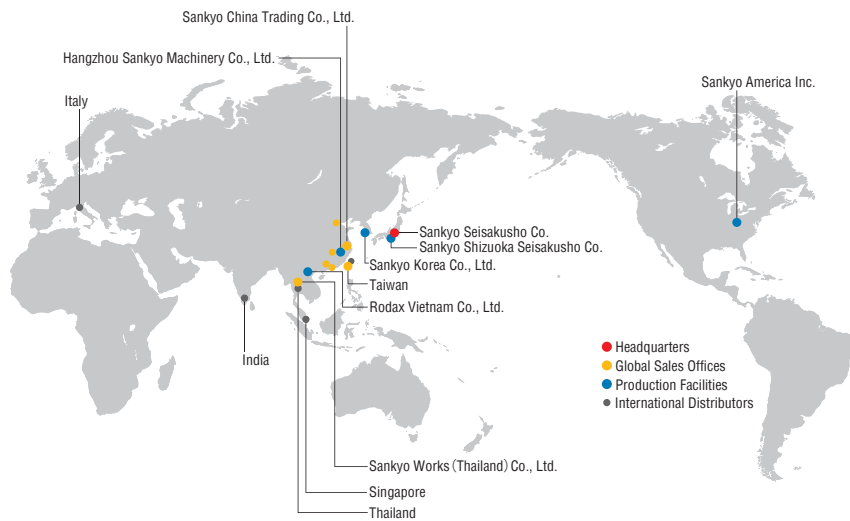 Sankyo China Trading Co., Ltd.
Hangzhou Sankyo Machinery Co., Ltd.
Sankyo America Inc.
Italy
Sankyo Seisakusho Co.
Sankyo Shizuoka Seisakusho Co.
Sankyo Korea Co., Ltd.
Taiwan
Rodax Vietnam Co., Ltd.
India
Headquarters
Global Sales Offices
Production Facilities
International Distributors
Sankyo Works (Thailand) Co., Ltd.
Singapore
Thailand